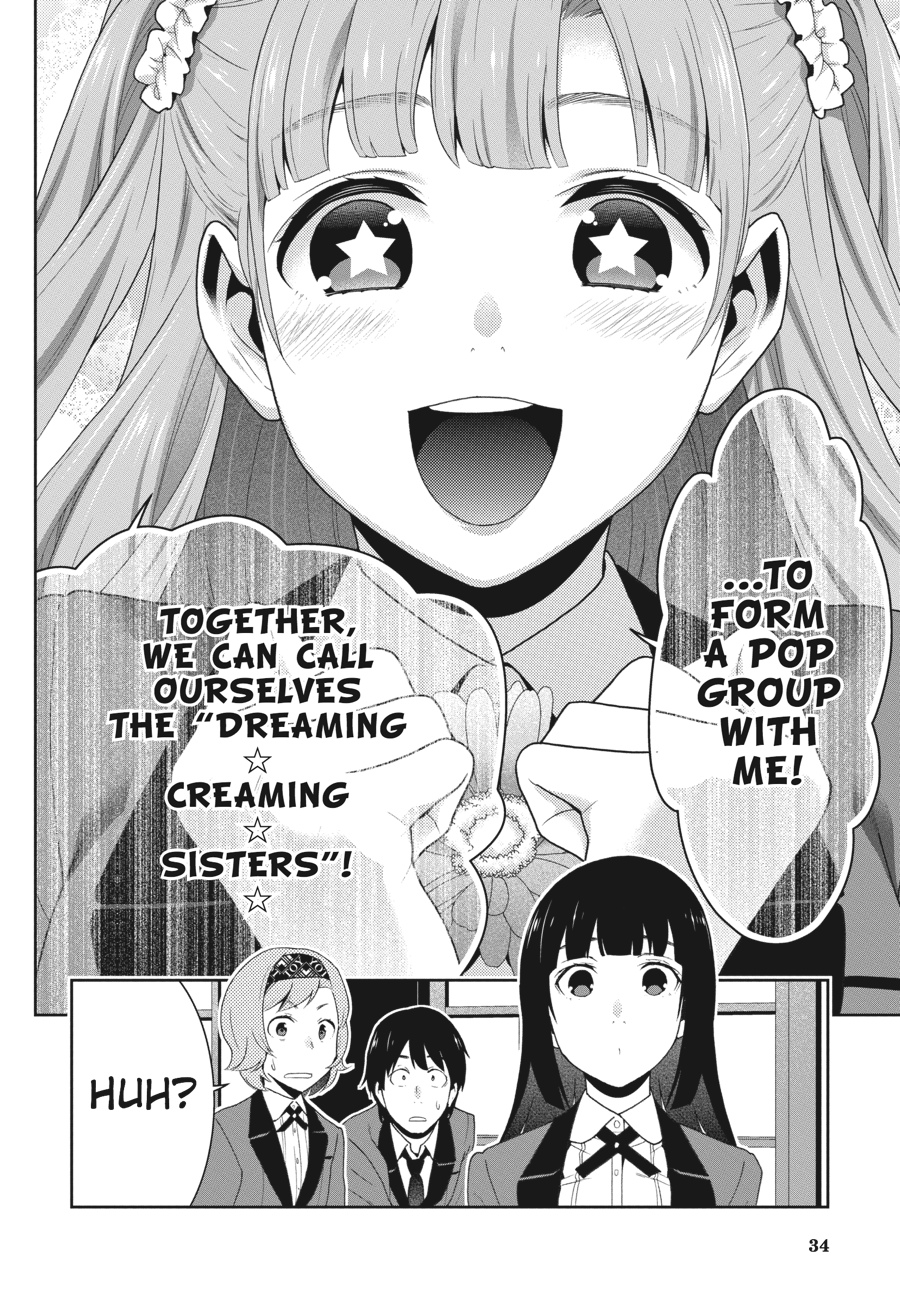 ...TO
FORM
A POP
GROUP
WITH
ME!
TOGETHER,
WE CAN CALL
OURSELVES
THE "DREAMING
☆
CREAMING
☆
SISTERS"!
☆
HUH?
34